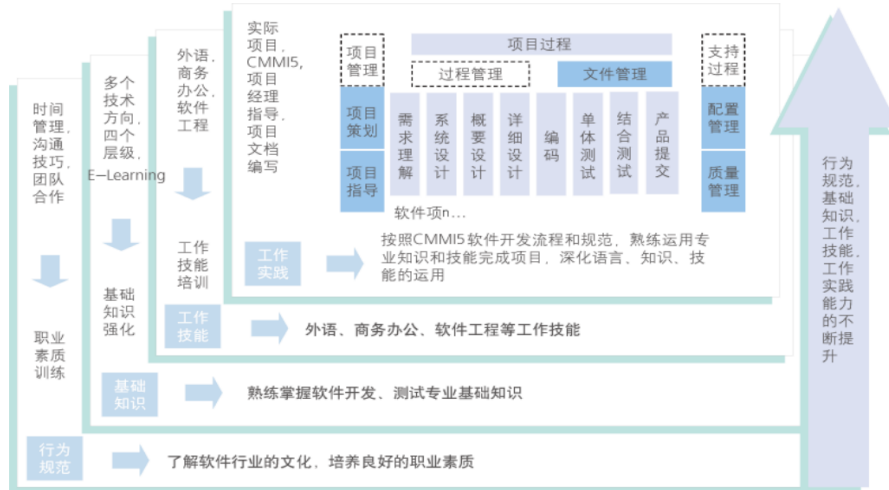 时间
管理，
沟通
技巧，
团队
合作
职业
素质
训练
行为
规范
了解软件行业的文化，培养良好的职业素质
多个
技术
方向，
四个
层级，
E-Learning
基础
知识
强化
基础
知识
熟练掌握软件开发、测试专业基础知识
外语，
商务
办公，
软件
工程
工作
技能
培训
工作
技能
外语、商务办公、软件工程等工作技能
实际
项目，
CMMI5，
项目
经理
指导，
项目
文档
编写
项目
管理
项目
策划
项目
指导
项目过程
过程管理
文件管理
需求理解
系统设计
概要设计
详细设计
编码
单体测试
结合测试
产品提交
支持
过程
配置
管理
质量
管理
软件项n…
工作
实践
按照CMMI5软件开发流程和规范，熟练运用专
业知识和技能完成项目，深化语言、知识、技
能的运用
行为
规范，
基础
知识，
工作
技能，
工作
实践
能力
的不
断提
升